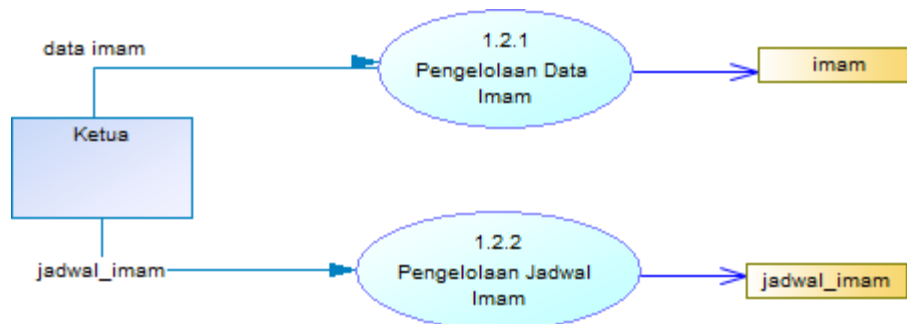 data imam
1.2.1
Pengelolaan Data
Imam
imam
Ketua
jadwal_imam
1.2.2
Pengelolaan Jadwal
Imam
jadwal_imam